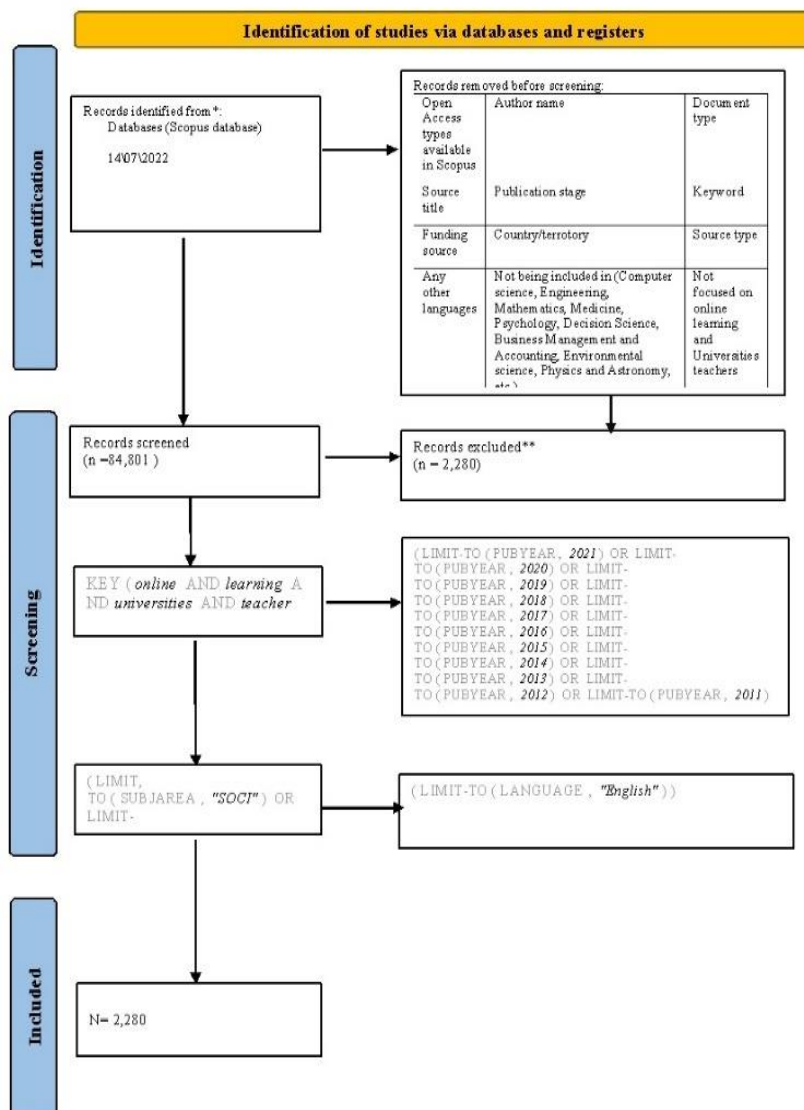 Identification of studies via databases and registers
Identification
Records identified from*:
Databases (Scopus database)
14\07\2022
Records removed before screening:
Open
Access
types
available
in Scopus
Author name
Document
type
Source
title
Publication stage
Keyword
Funding
source
Country/terrotory
Source type
Any
other
languages
Not being included in (Computer
science, Engineering,
Mathematics, Medicine,
Psychology, Decision Science,
Business Management and
Accounting, Environmental
science, Physics and Astronomy,
etc.)
Not
focused on
online
learning
and
Universities
teachers
Screening
Records screened
(n =84,801 )
Records excluded**
(n = 2,280)
KEY ( online AND learning A
ND universities AND teacher
(LIMIT-TO ( PUBYEAR , 2021) OR LIMIT-
TO ( PUBYEAR , 2020) OR LIMIT-
TO ( PUBYEAR , 2019) OR LIMIT-
TO ( PUBYEAR , 2018) OR LIMIT-
TO ( PUBYEAR , 2017) OR LIMIT-
TO ( PUBYEAR , 2016) OR LIMIT-
TO ( PUBYEAR , 2015) OR LIMIT-
TO ( PUBYEAR , 2014) OR LIMIT-
TO ( PUBYEAR , 2013) OR LIMIT-
TO ( PUBYEAR , 2012) OR LIMIT-TO ( PUBYEAR , 2011)
( LIMIT,
TO ( SUBJAREA , "SOCI" ) OR
LIMIT-
(LIMIT-TO ( LANGUAGE , "English" ) )
Included
N= 2,280